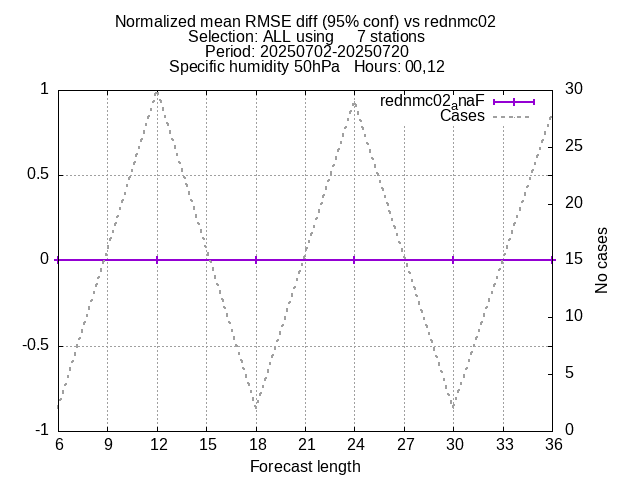 Normalized mean RMSE diff (95% conf) vs rednmc02
Selection: ALL using     7 stations
Period: 20250702-20250720
Specific humidity 50hPa   Hours: 00,12
rednmc02anaF
Cases
1
0.5
0
-0.5
-1
30
25
20
15
10
5
0
No cases
6 9 12 15 18 21 24 27 30 33 36
Forecast length